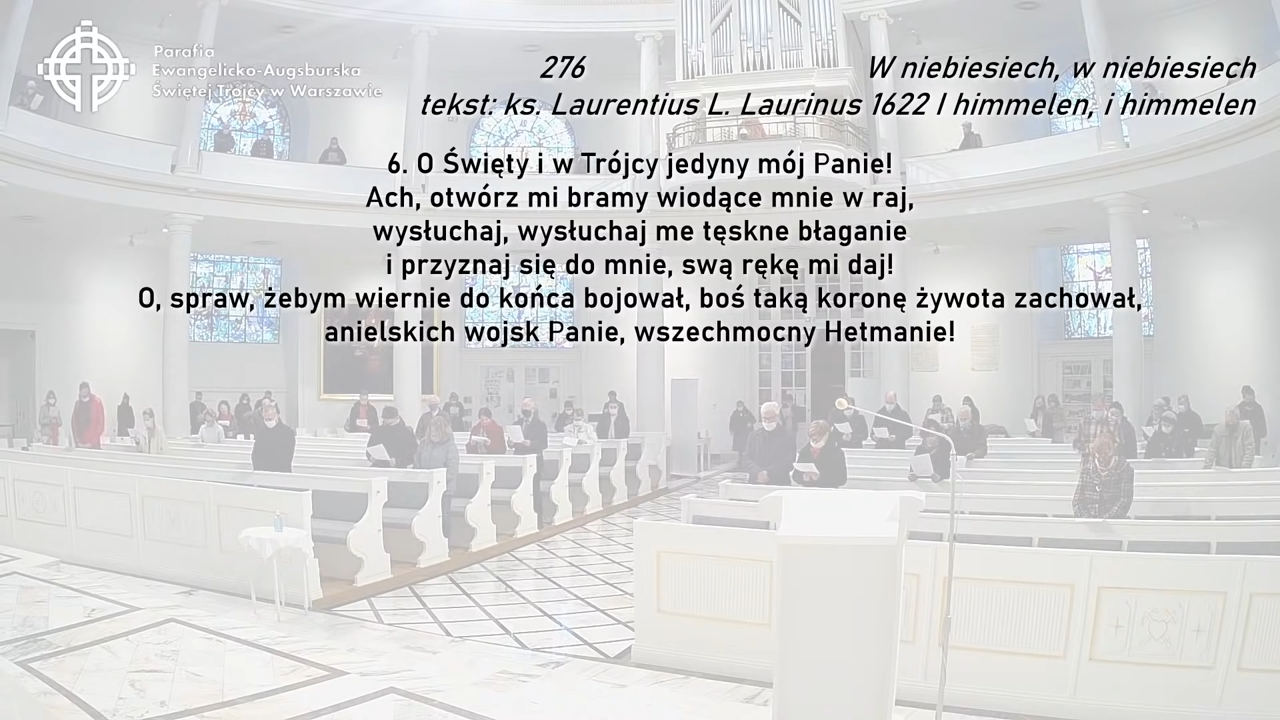 Parafia
Ewangelicko-Augsburska
Świętej Trójcy w Warszawie
276 W niebiesiech, w niebiesiech
tekst: ks. Laurentius L. Laurinus 1622 I himmelen, i himmelen
6. O Święty i w Trójcy jedyny mój Panie!
Ach, otwórz mi bramy wiodące mnie w raj,
wysłuchaj, wysłuchaj me tęskne błaganie
i przyznaj się do mnie, swą rękę mi daj!
O, spraw, żebym wiernie do końca bojował, boś taką koronę żywota zachował,
anielskich wojsk Panie, wszechmocny Hetmanie!